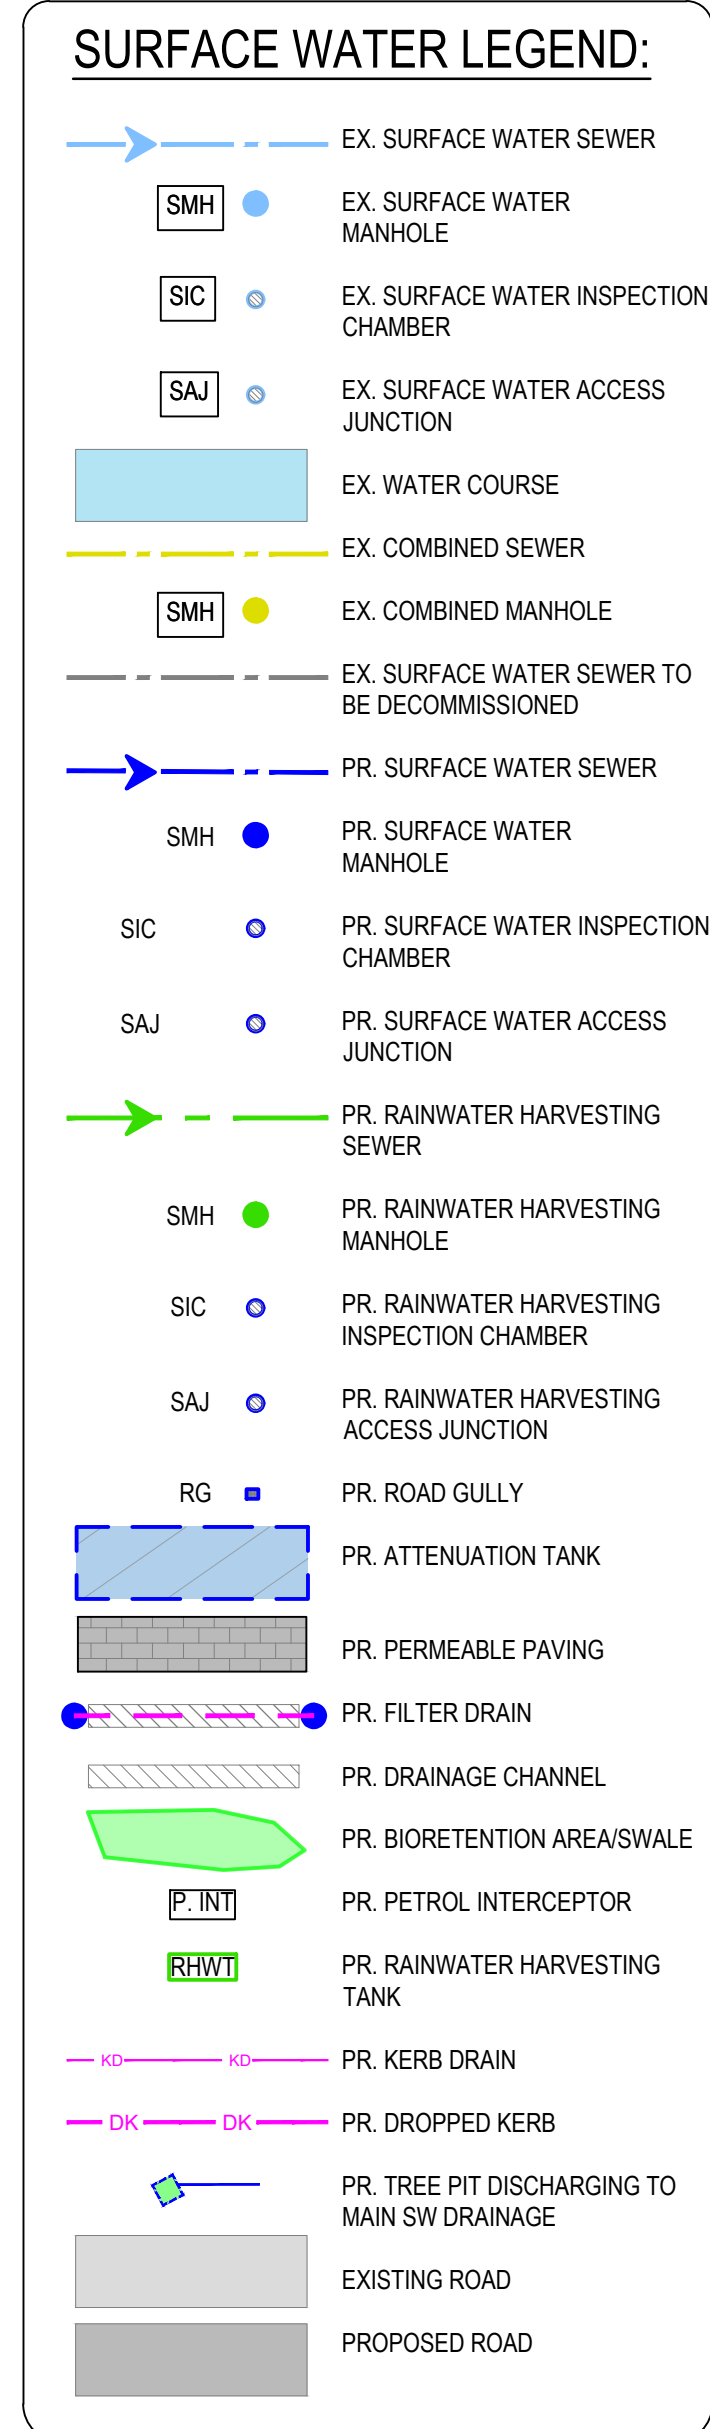 SURFACE WATER LEGEND:
EX. SURFACE WATER SEWER
SMH EX. SURFACE WATER
MANHOLE
SIC EX. SURFACE WATER INSPECTION
CHAMBER
SAJ EX. SURFACE WATER ACCESS
JUNCTION
EX. WATER COURSE
EX. COMBINED SEWER
SMH EX. COMBINED MANHOLE
EX. SURFACE WATER SEWER TO
BE DECOMMISSIONED
PR. SURFACE WATER SEWER
SMH PR. SURFACE WATER
MANHOLE
SIC PR. SURFACE WATER INSPECTION
CHAMBER
SAJ PR. SURFACE WATER ACCESS
JUNCTION
PR. RAINWATER HARVESTING
SEWER
SMH PR. RAINWATER HARVESTING
MANHOLE
SIC PR. RAINWATER HARVESTING
INSPECTION CHAMBER
SAJ PR. RAINWATER HARVESTING
ACCESS JUNCTION
RG PR. ROAD GULLY
PR. ATTENUATION TANK
PR. PERMEABLE PAVING
PR. FILTER DRAIN
PR. DRAINAGE CHANNEL
PR. BIORETENTION AREA/SWALE
P. INT PR. PETROL INTERCEPTOR
RHWT PR. RAINWATER HARVESTING
TANK
KD KD PR. KERB DRAIN
DK DK PR. DROPPED KERB
PR. TREE PIT DISCHARGING TO
MAIN SW DRAINAGE
EXISTING ROAD
PROPOSED ROAD